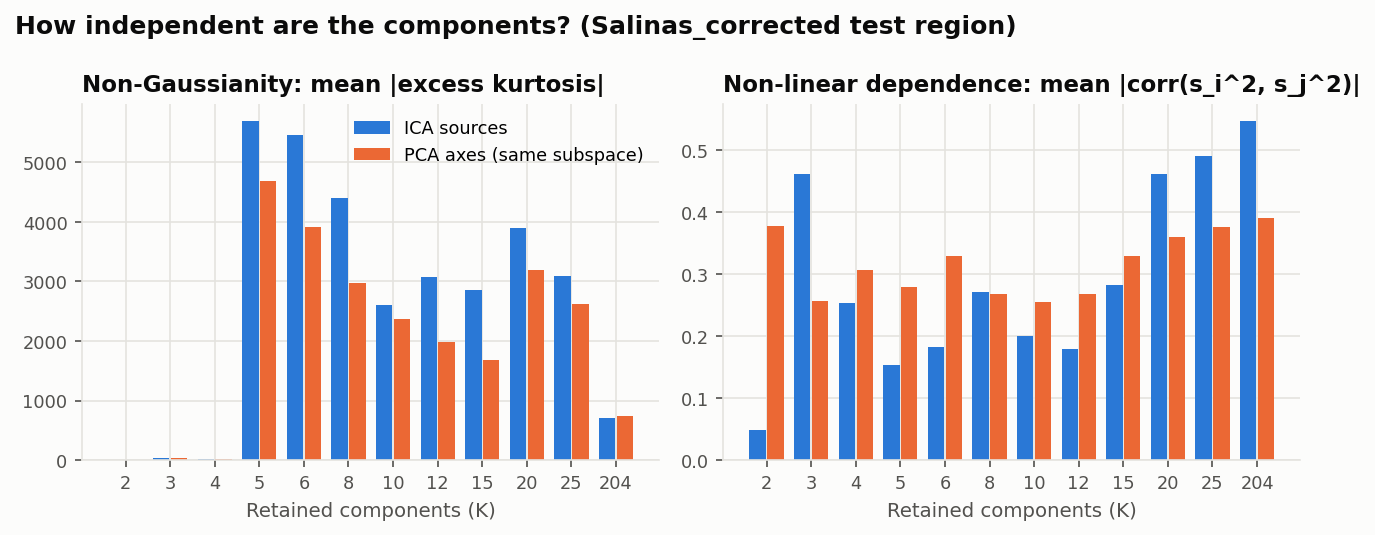 How independent are the components? (Salinas_corrected test region)
Non-Gaussianity: mean |excess kurtosis|
ICA sources
PCA axes (same subspace)
5000
4000
3000
2000
1000
0
2 3 4 5 6 8 10 12 15 20 25 204
Retained components (K)
Non-linear dependence: mean |corr(s_i^2, s_j^2)|
0.5
0.4
0.3
0.2
0.1
0.0
2 3 4 5 6 8 10 12 15 20 25 204
Retained components (K)